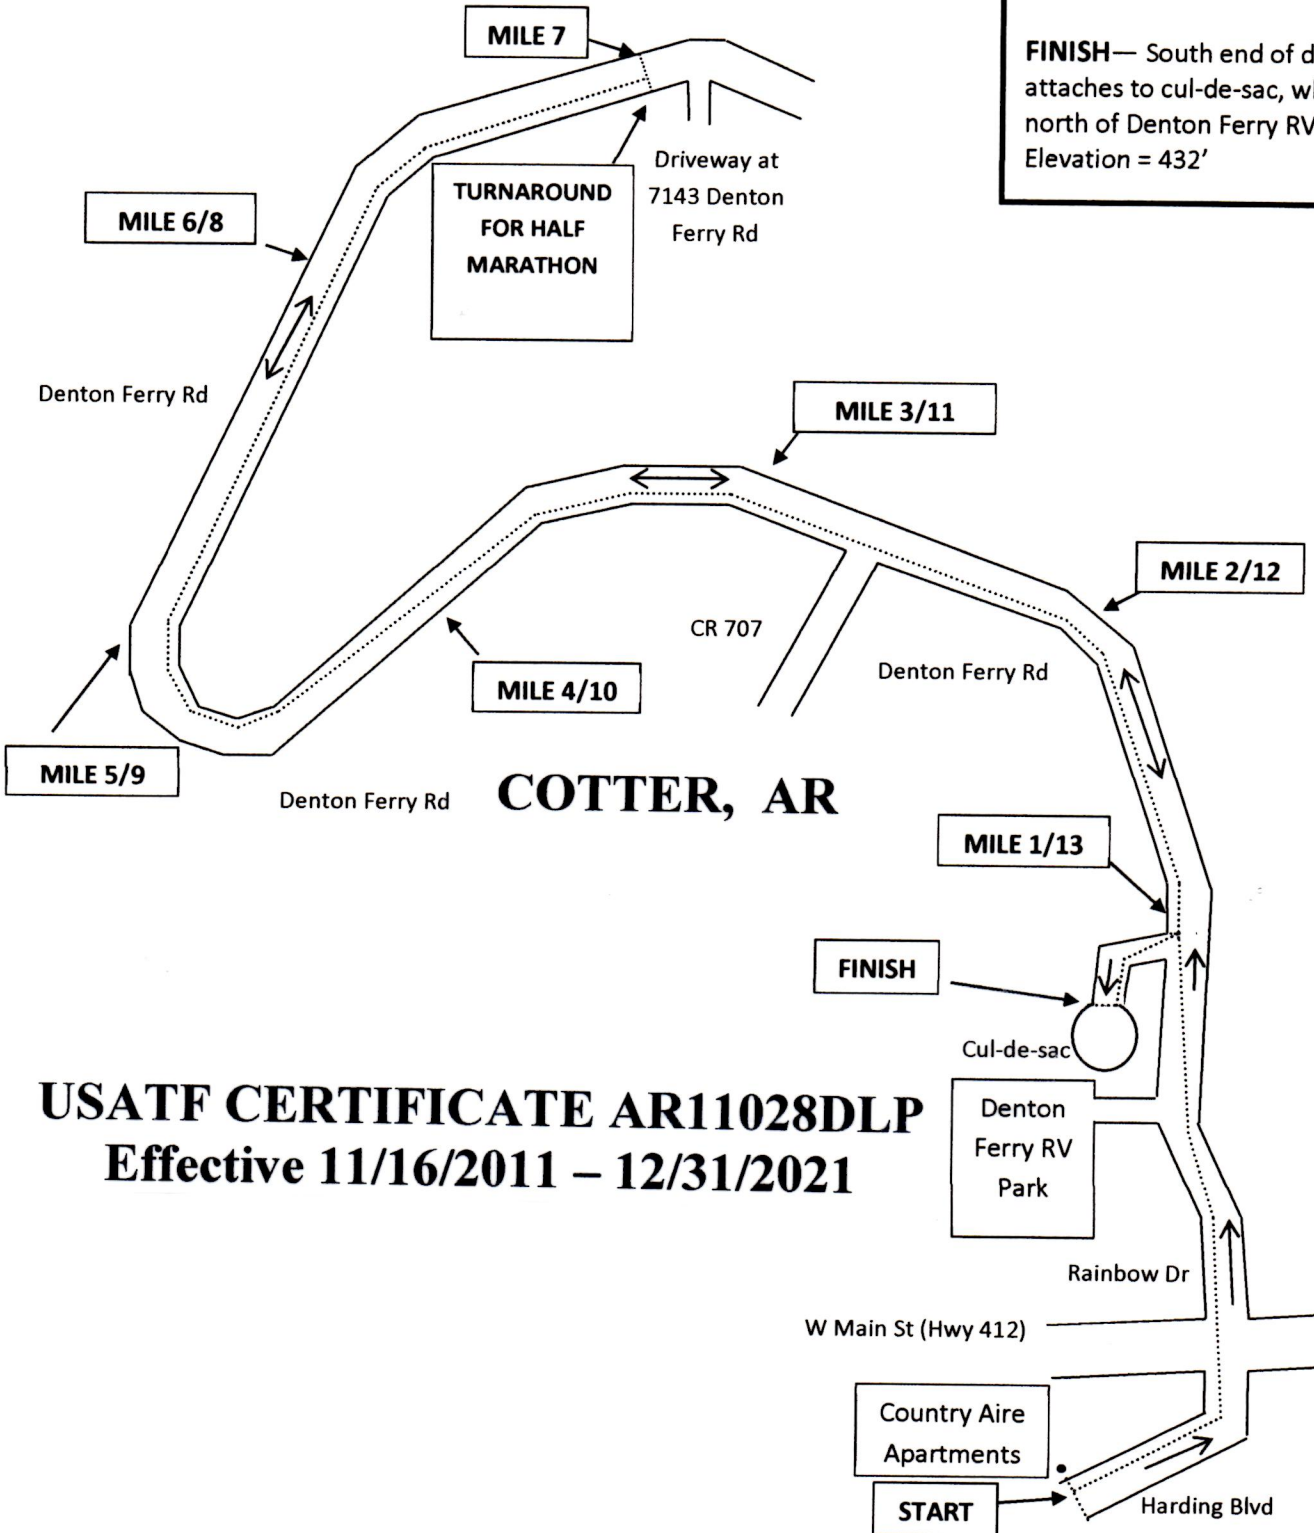 MILE 7
FINISH— South end of d
attaches to cul-de-sac, w
north of Denton Ferry RV
Elevation = 432’
Driveway at
7143 Denton
Ferry Rd
TURNAROUND
FOR HALF
MARATHON
MILE 6/8
Denton Ferry Rd
MILE 3/11
MILE 2/12
CR 707
Denton Ferry Rd
MILE 4/10
MILE 5/9
Denton Ferry Rd
COTTER, AR
MILE 1/13
FINISH
Cul-de-sac
USATF CERTIFICATE AR11028DLP
Effective 11/16/2011 – 12/31/2021
Denton
Ferry RV
Park
Rainbow Dr
W Main St (Hwy 412)
Country Aire
Apartments
START
Harding Blvd